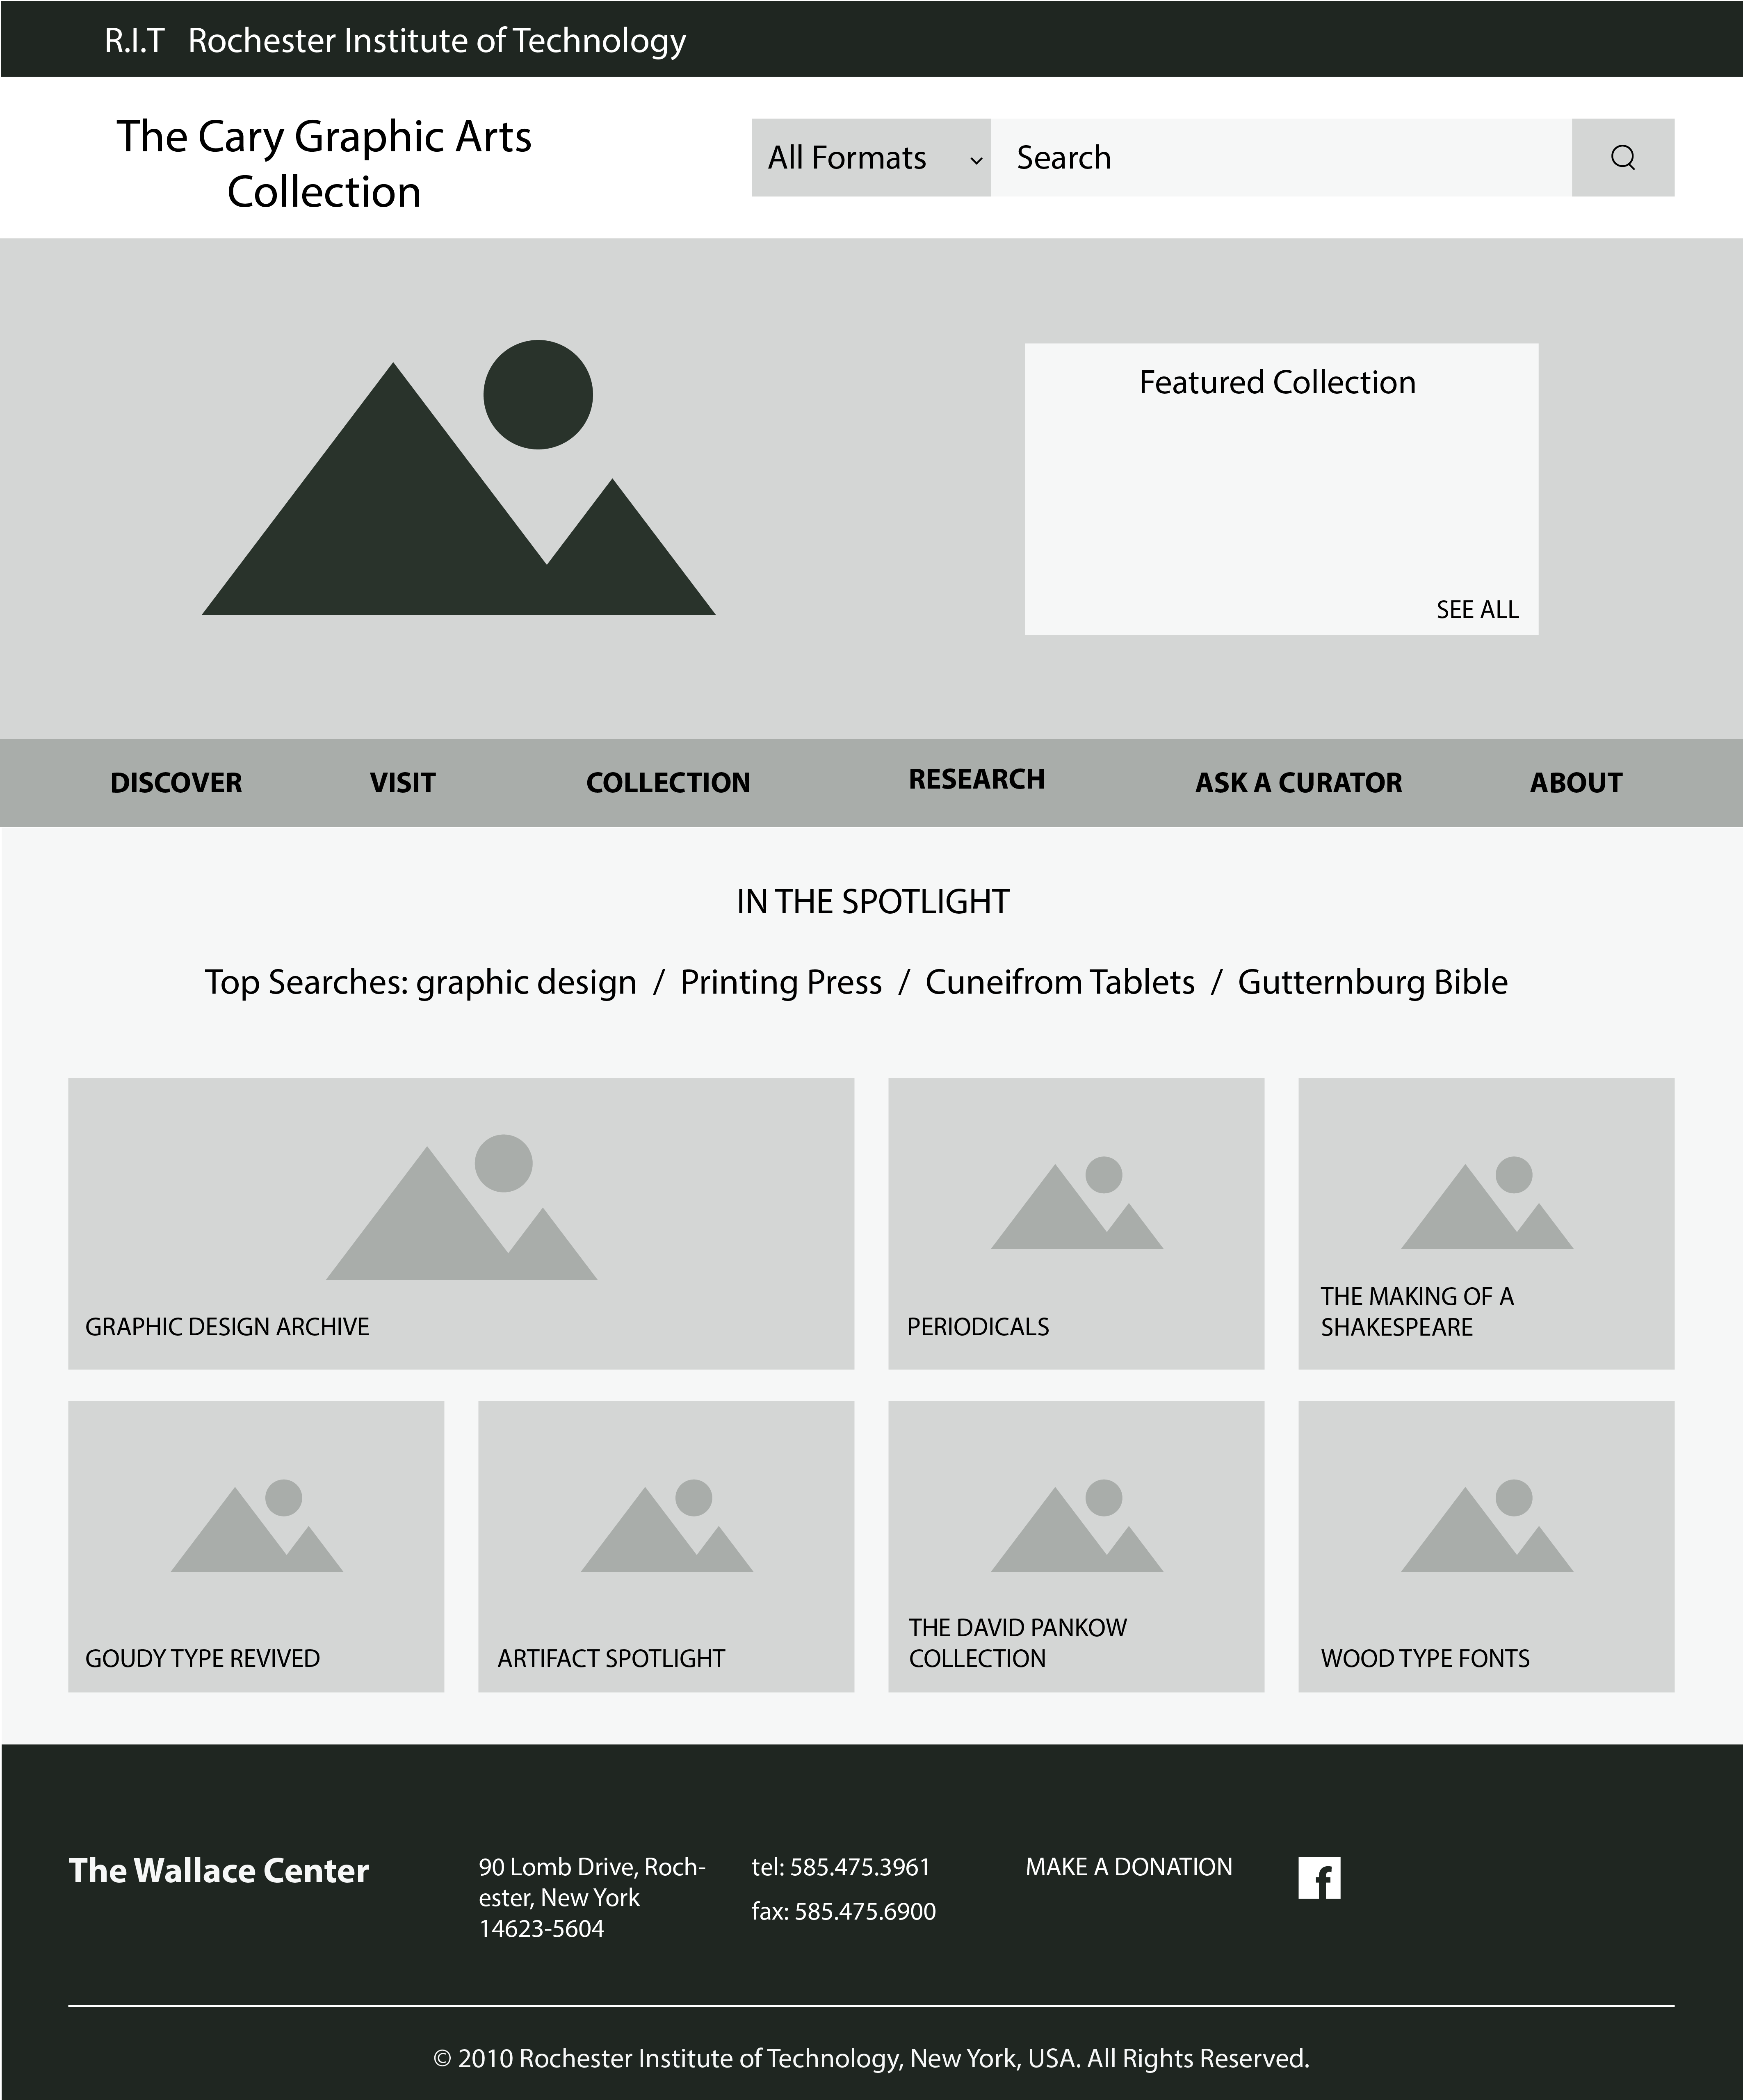 R.I.T Rochester Institute of Technology
The Cary Graphic Arts
Collection
All Formats
Search
Featured Collection
SEE ALL
DISCOVER
VISIT
COLLECTION
RESEARCH
ASK A CURATOR
ABOUT
IN THE SPOTLIGHT
Top Searches: graphic design / Printing Press / Cuneifrom Tablets / Gutternburg Bible
GRAPHIC DESIGN ARCHIVE
PERIODICALS
THE MAKING OF A
SHAKESPEARE
GOUDY TYPE REVIVED
ARTIFACT SPOTLIGHT
THE DAVID PANKOW
COLLECTION
WOOD TYPE FONTS
The Wallace Center
90 Lomb Drive, Roch-
ester, New York
14623-5604
tel: 585.475.3961
fax: 585.475.6900
MAKE A DONATION
f
© 2010 Rochester Institute of Technology, New York, USA. All Rights Reserved.